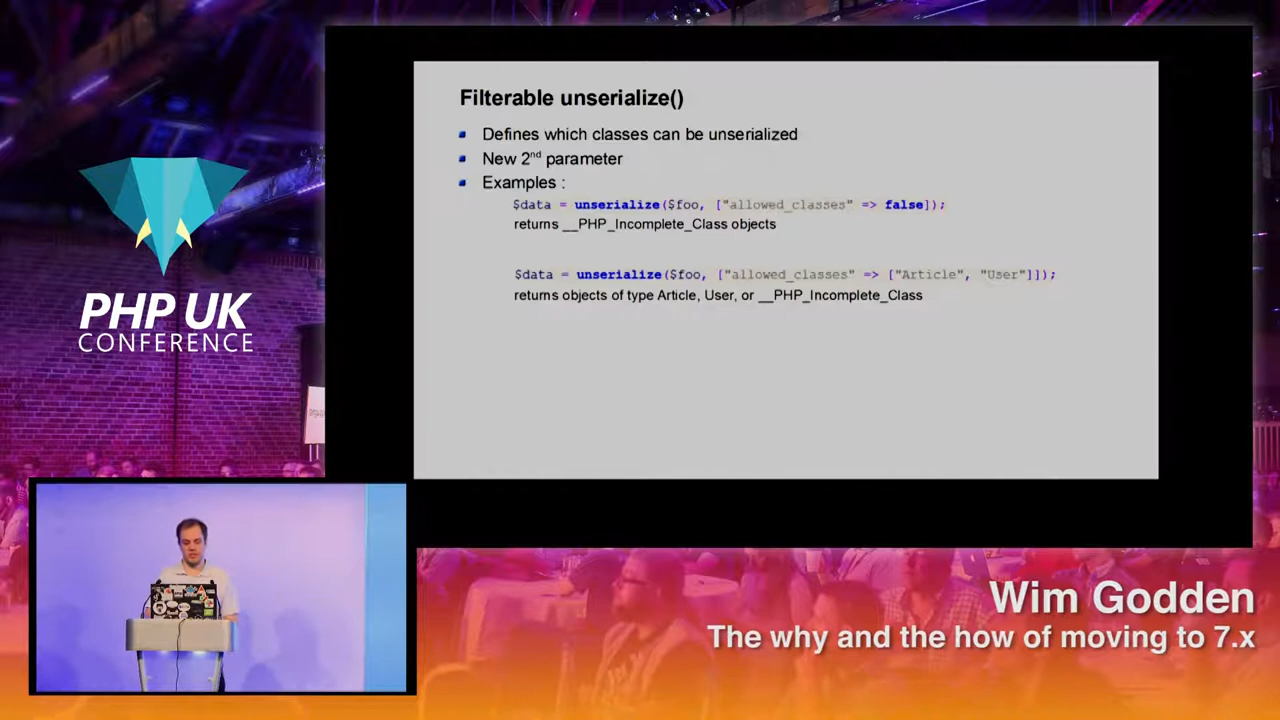 Filterable unserialize()
Defines which classes can be unserialized
New 2nd parameter
Examples :
$data = unserialize($foo, ["allowed_classes" => false]);
returns __PHP_Incomplete_Class objects
$data = unserialize($foo, ["allowed_classes" => ["Article", "User"]]);
returns objects of type Article, User, or __PHP_Incomplete_Class
PHP UK
CONFERENCE
Wim Godden
The why and the how of moving to 7.x